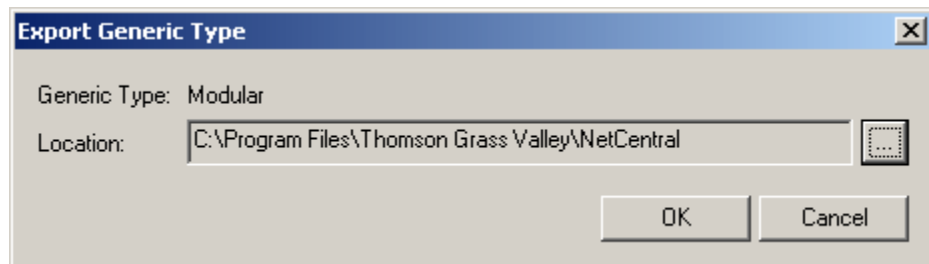 Export Generic Type
Generic Type: Modular
Location: C:\Program Files\Thomson Grass Valley\NetCentral ...
OK Cancel